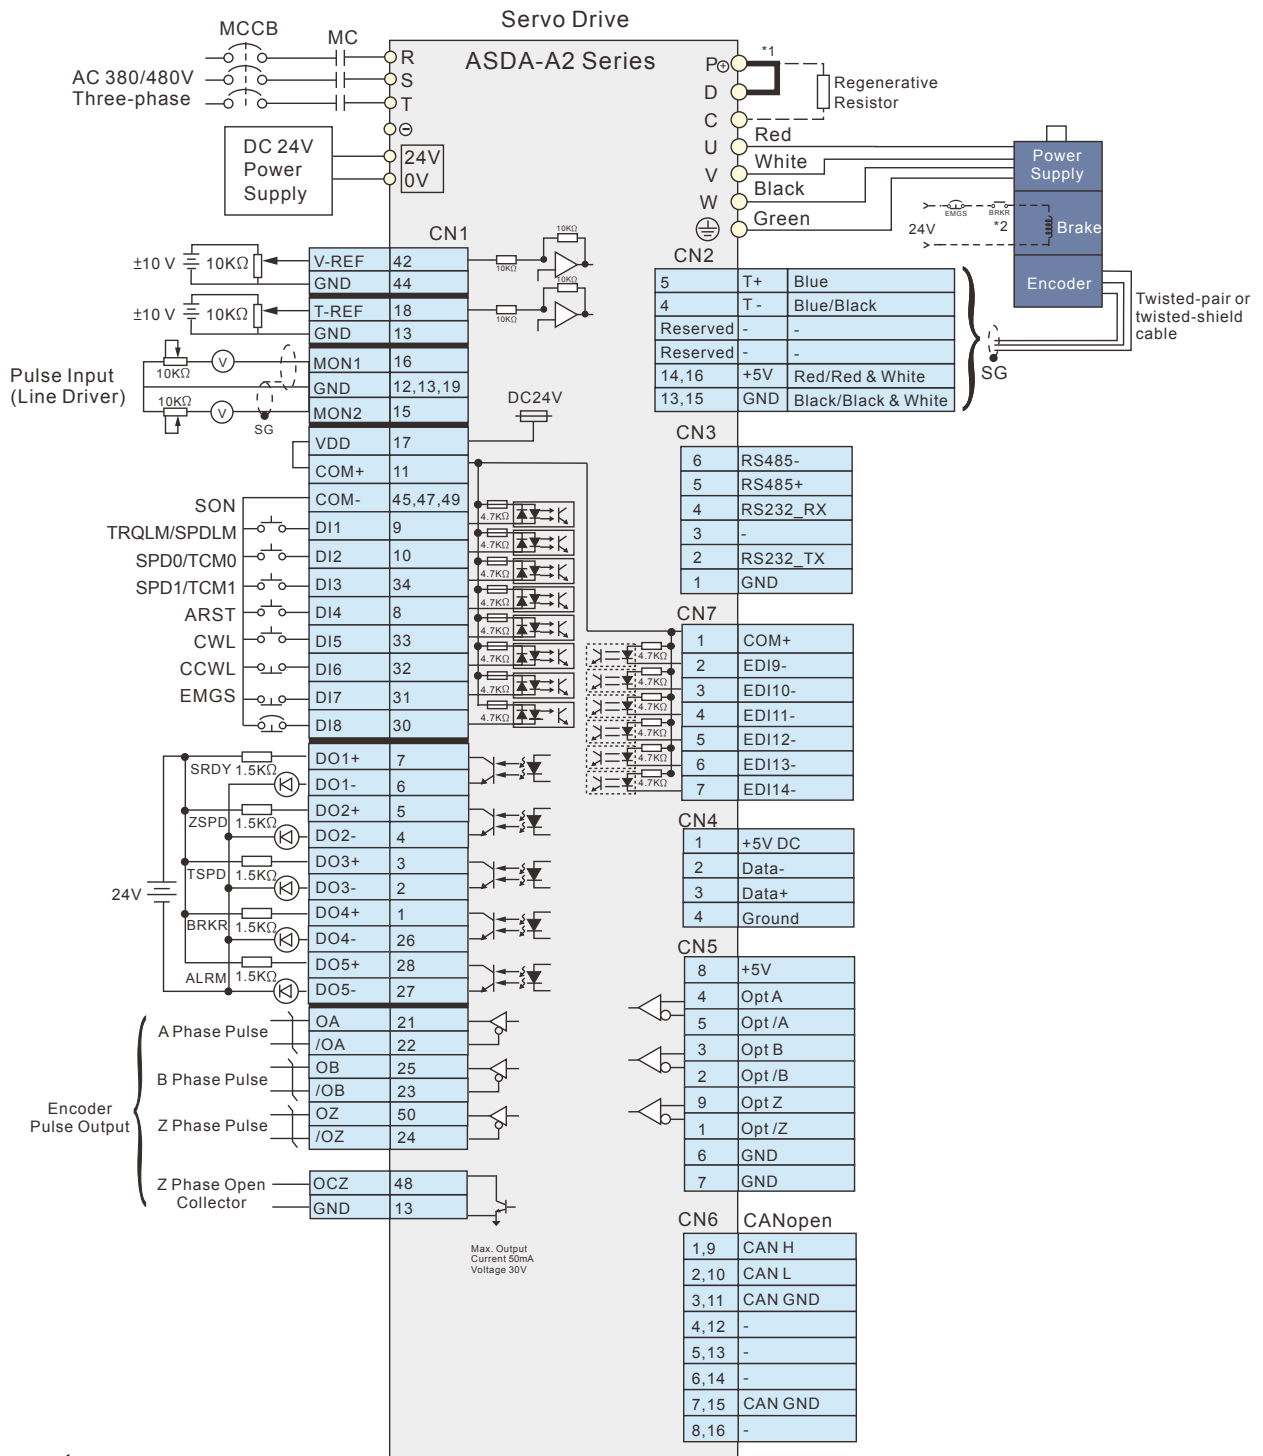 Servo Drive
ASDA-A2 Series
MCCB
MC
AC 380/480V
Three-phase
R
S
T
⊖
DC 24V
Power
Supply
24V
0V
*1
P⊕
D
C
U
V
W
Regenerative
Resistor
Red
White
Black
Green
Power
Supply
Brake
Encoder
24V
EMGS
BRKR
*2
Twisted-pair or
twisted-shield
cable
SG
CN1
±10 V 10KΩ
V-REF 42
GND 44
10KΩ
10KΩ
±10 V 10KΩ
T-REF 18
GND 13
10KΩ
10KΩ
Pulse Input
(Line Driver)
10KΩ
V
10KΩ
V
SG
MON1 16
GND 12,13,19
MON2 15
DC24V
VDD 17
COM+ 11
COM- 45,47,49
DI1 9
DI2 10
DI3 34
DI4 8
DI5 33
DI6 32
DI7 31
DI8 30
SON
TRQLM/SPDLM
SPD0/TCM0
SPD1/TCM1
ARST
CWL
CCWL
EMGS
4.7KΩ
4.7KΩ
4.7KΩ
4.7KΩ
4.7KΩ
4.7KΩ
4.7KΩ
4.7KΩ
24V
SRDY 1.5KΩ
ZSPD 1.5KΩ
TSPD 1.5KΩ
BRKR 1.5KΩ
ALRM 1.5KΩ
DO1+ 7
DO1- 6
DO2+ 5
DO2- 4
DO3+ 3
DO3- 2
DO4+ 1
DO4- 26
DO5+ 28
DO5- 27
Encoder
Pulse Output
A Phase Pulse
B Phase Pulse
Z Phase Pulse
OA 21
/OA 22
OB 25
/OB 23
OZ 50
/OZ 24
Z Phase Open
Collector
OCZ 48
GND 13
Max. Output
Current 50mA
Voltage 30V
CN2
5 T+ Blue
4 T - Blue/Black
Reserved - -
Reserved - -
14,16 +5V Red/Red & White
13,15 GND Black/Black & White
CN3
6 RS485-
5 RS485+
4 RS232_RX
3 -
2 RS232_TX
1 GND
CN7
1 COM+
2 EDI9-
3 EDI10-
4 EDI11-
5 EDI12-
6 EDI13-
7 EDI14-
4.7KΩ
4.7KΩ
4.7KΩ
4.7KΩ
4.7KΩ
4.7KΩ
CN4
1 +5V DC
2 Data-
3 Data+
4 Ground
CN5
8 +5V
4 Opt A
5 Opt /A
3 Opt B
2 Opt /B
9 Opt Z
1 Opt /Z
6 GND
7 GND
CN6 CANopen
1,9 CAN H
2,10 CAN L
3,11 CAN GND
4,12 -
5,13 -
6,14 -
7,15 CAN GND
8,16 -